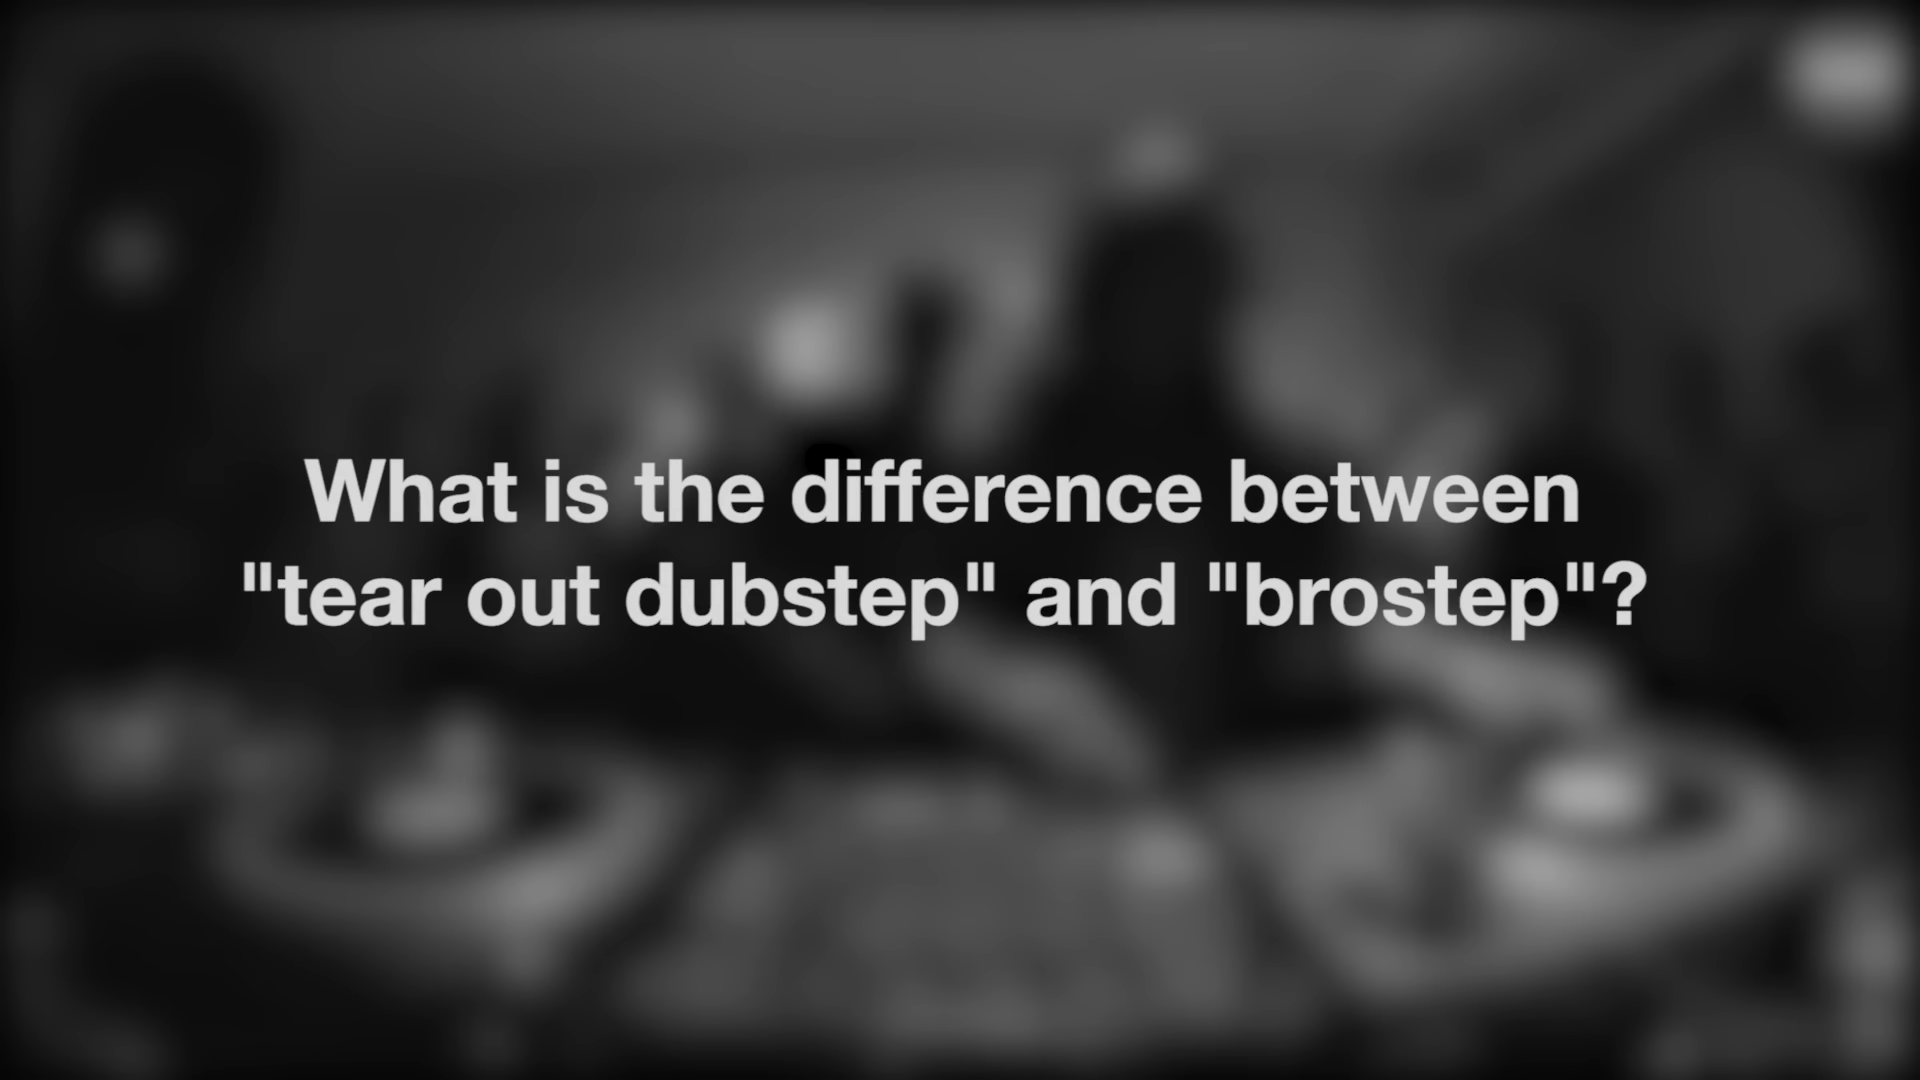 What is the difference between
"tear out dubstep" and "brostep"?